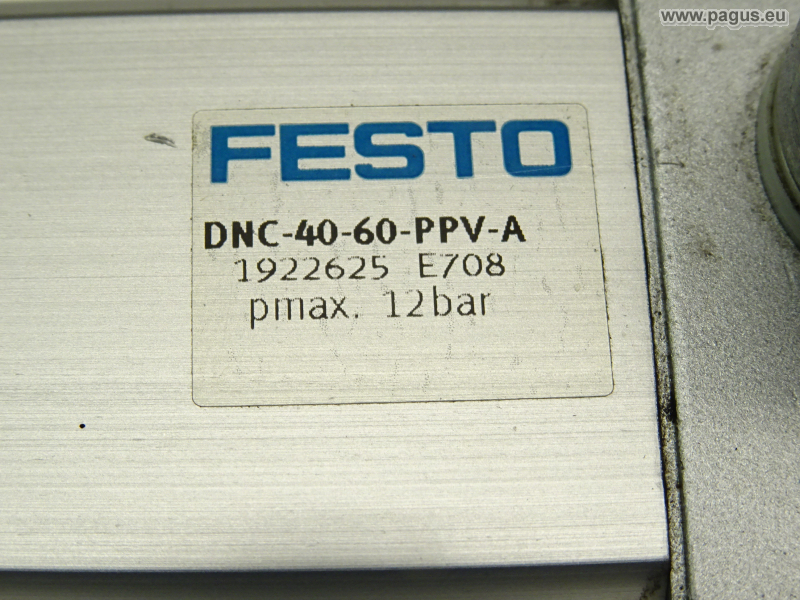 www.pagus.eu
FESTO
DNC-40-60-PPV-A
1922625 E708
pmax. 12bar